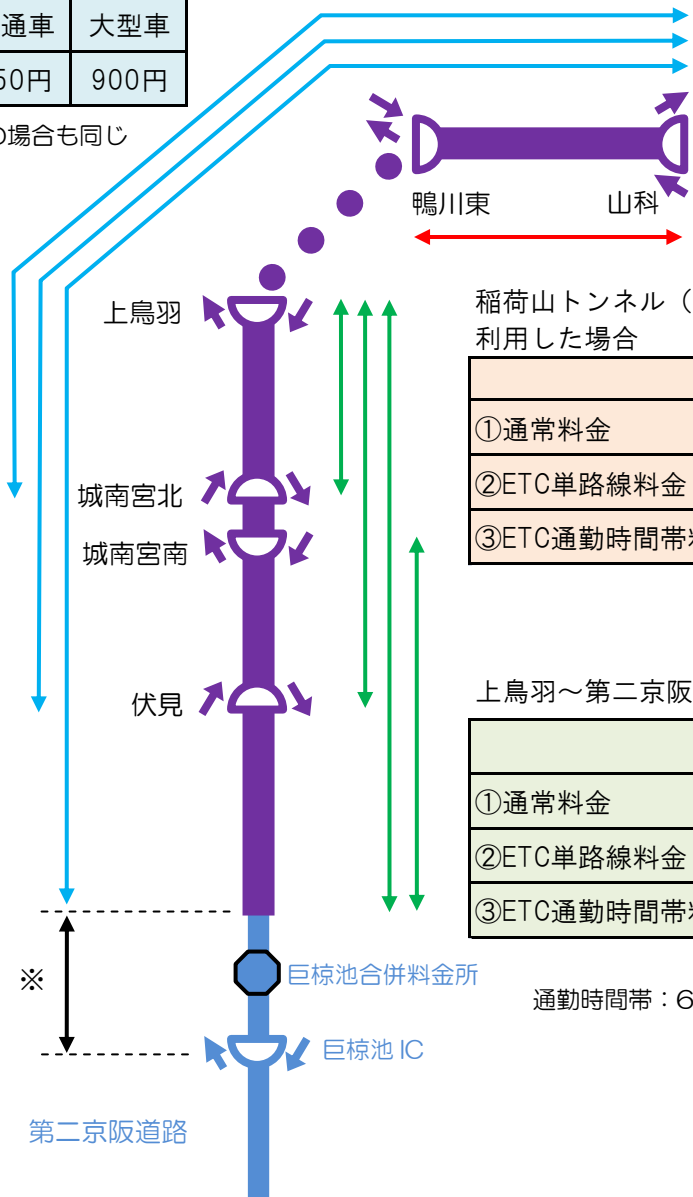 通車 大型車
50円 900円
の場合も同じ
鴨川東 山科
上鳥羽
稲荷山トンネル（
利用した場合
①通常料金
②ETC単路線料金
③ETC通勤時間帯
城南宮北
城南宮南
伏見
上鳥羽～第二京阪
①通常料金
②ETC単路線料金
③ETC通勤時間帯
※
巨椋池合併料金所
通勤時間帯：6
巨椋池 IC
第二京阪道路